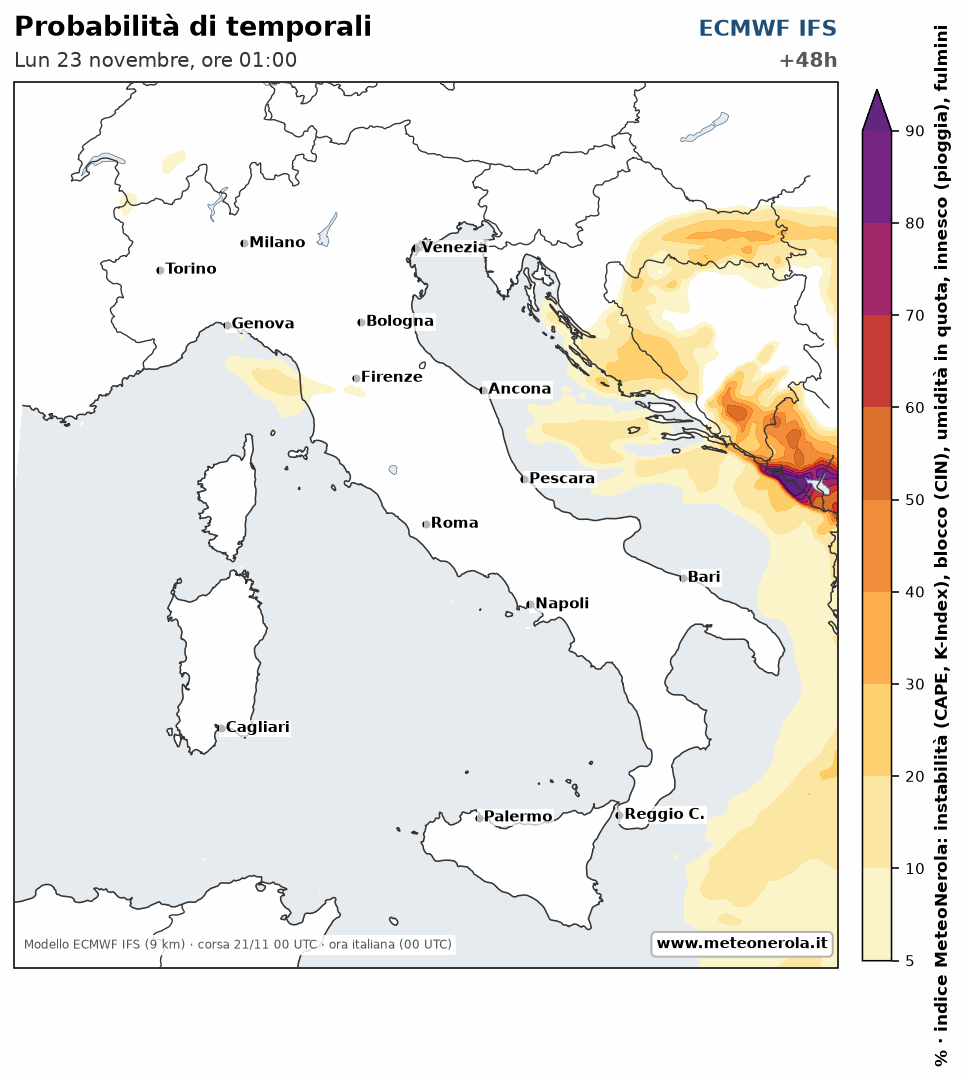 Probabilità di temporali
ECMWF IFS
Lun 23 novembre, ore 01:00
+48h
Milano
Venezia
Torino
Genova
Bologna
Firenze
Ancona
Pescara
Roma
Bari
Napoli
Cagliari
Palermo
Reggio C.
Modello ECMWF IFS (9 km) · corsa 21/11 00 UTC · ora italiana (00 UTC)
www.meteonerola.it
90
80
70
60
50
40
30
20
10
5
% · indice MeteoNerola: instabilità (CAPE, K-Index), blocco (CIN), umidità in quota, innesco (pioggia), fulmini